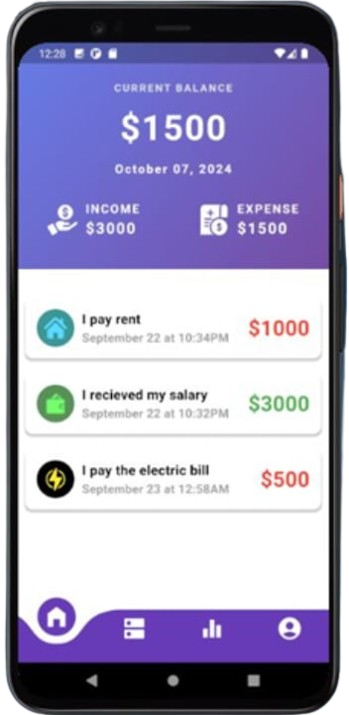 12:28
CURRENT BALANCE
$1500
October 07, 2024
INCOME
$3000
EXPENSE
$1500
I pay rent
September 22 at 10:34PM
$1000
I recieved my salary
September 22 at 10:32PM
$3000
I pay the electric bill
September 23 at 12:58AM
$500